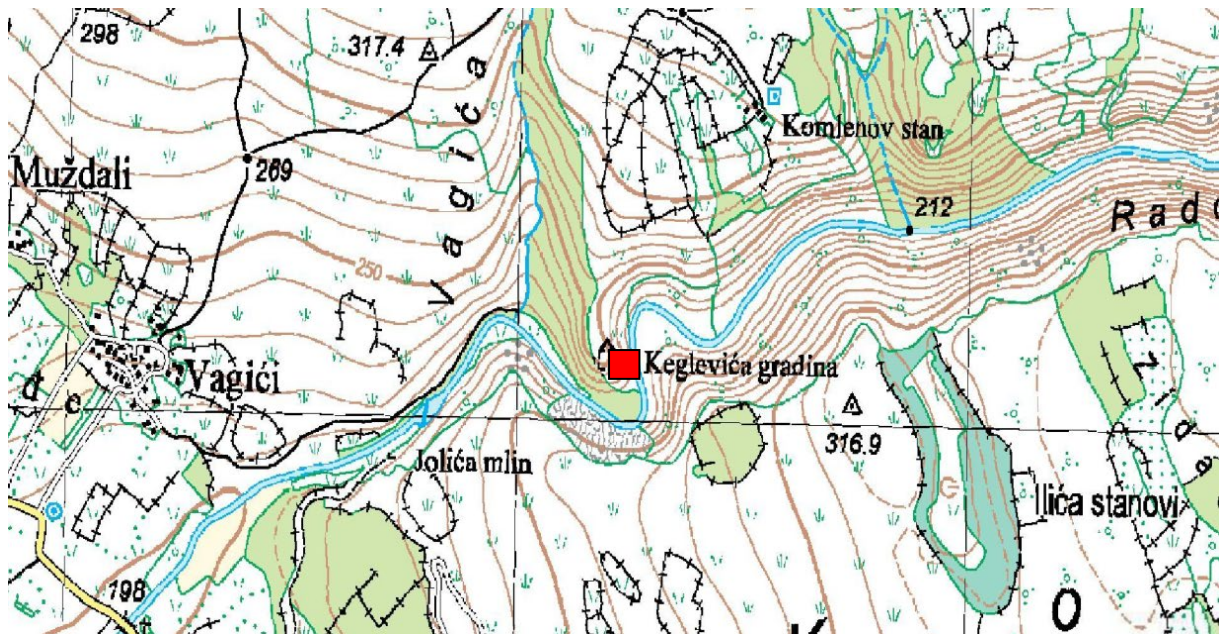 298
317.4
Vagića
Komlenov stan
269
Muždali
212
Rado
250
Keglevića gradina
Vagići
d c
316.9
Jolića mlin
Ilića stanovi
198
O